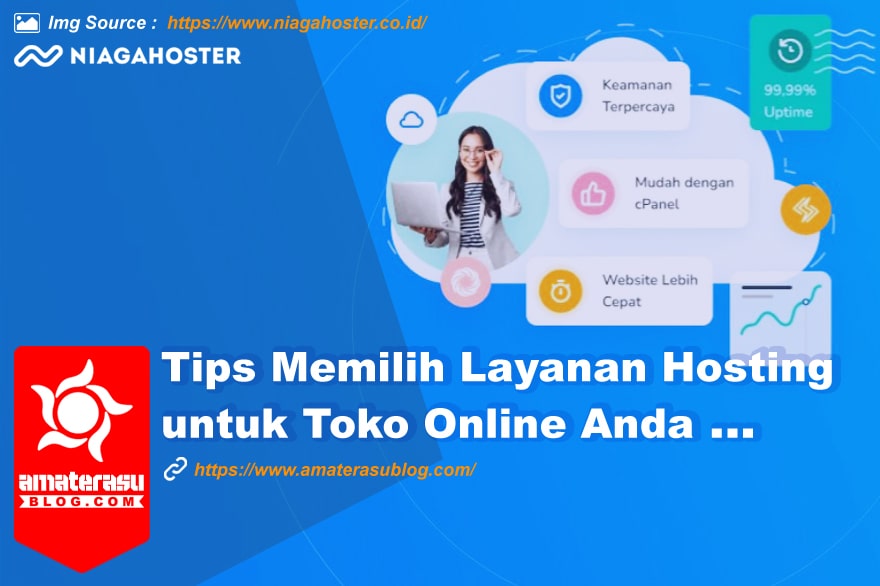 Img Source : https://www.niagahoster.co.id/
NIAGAHOSTER
Keamanan
Terpercaya
99,99%
Uptime
Mudah dengan
cPanel
Website Lebih
Cepat
Tips Memilih Layanan Hosting
untuk Toko Online Anda ...
https://www.amaterasublog.com/
amaterasu
BLOG.COM